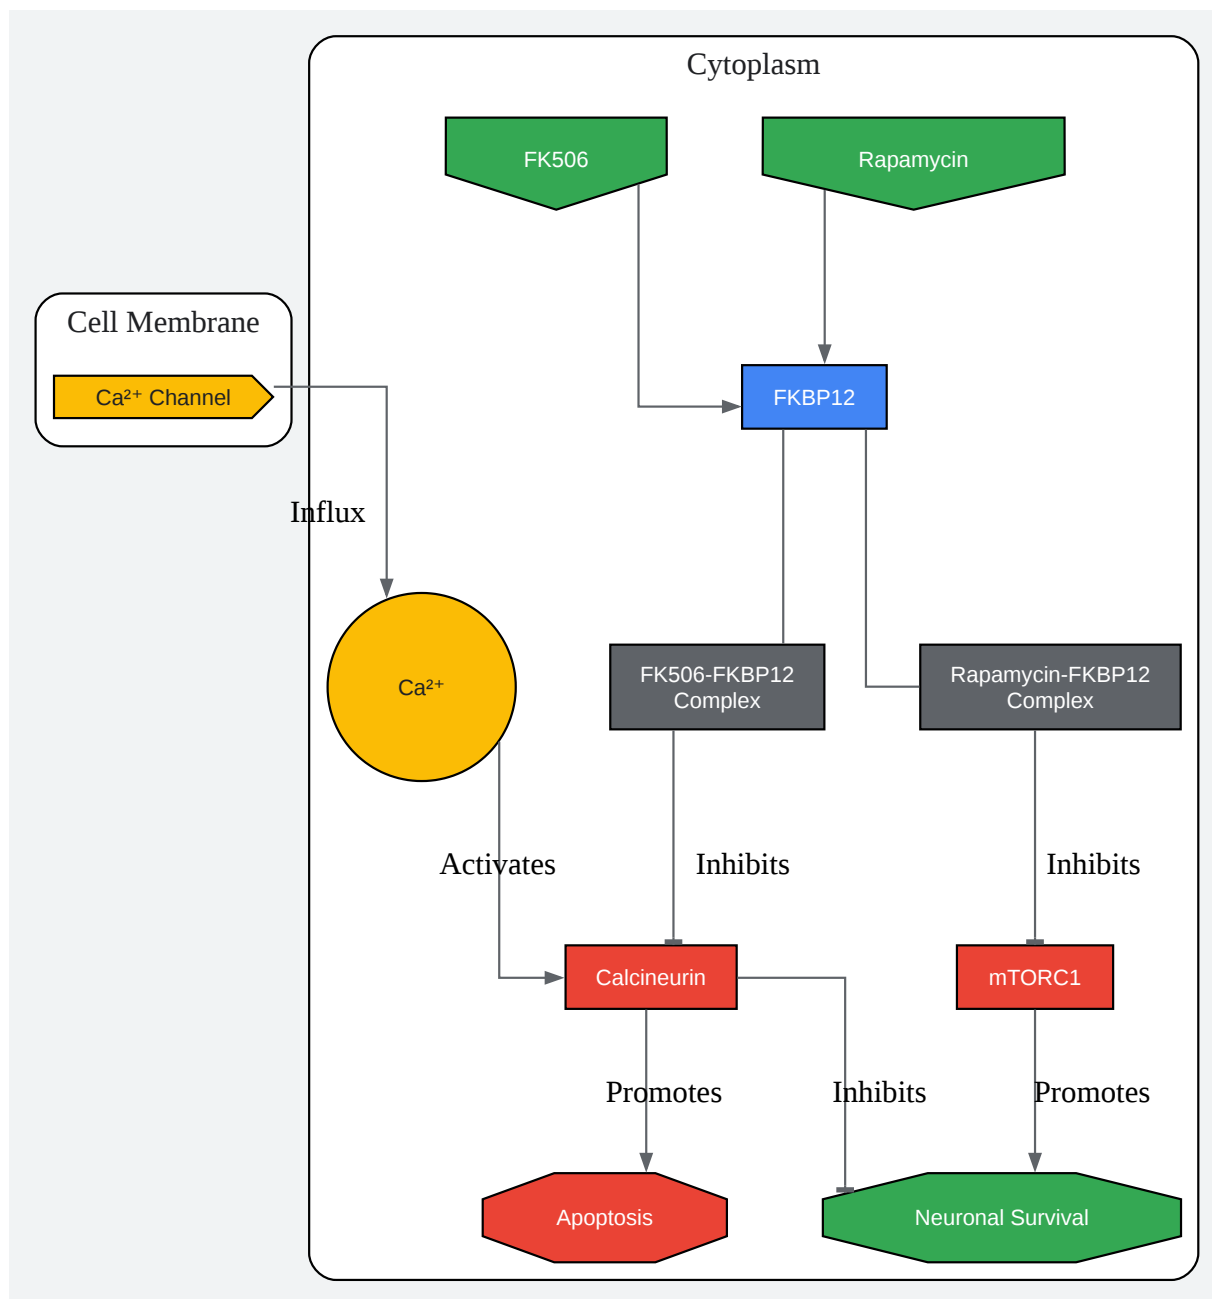 Cytoplasm
FK506
Rapamycin
Cell Membrane
Ca²⁺ Channel
FKBP12
Influx
Ca²⁺
FK506-FKBP12
Complex
Rapamycin-FKBP12
Complex
Activates
Inhibits
Inhibits
Calcineurin
mTORC1
Promotes
Inhibits
Promotes
Apoptosis
Neuronal Survival